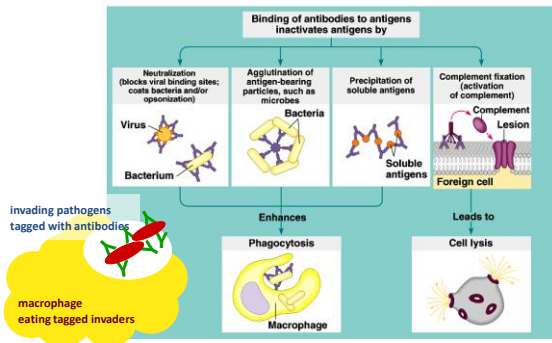 Binding of antibodies to antigens
inactivates antigens by
Neutralization
(blocks viral binding sites;
coats bacteria and/or
opsonization)
Virus
Bacterium
Agglutination of
antigen-bearing
particles, such as
microbes
Bacteria
Precipitation of
soluble antigens
Soluble
antigens
Complement fixation
(activation
of complement)
Complement
Lesion
Foreign cell
Enhances
Leads to
Phagocytosis
Macrophage
Cell lysis
invading pathogens
tagged with antibodies
macrophage
eating tagged invaders